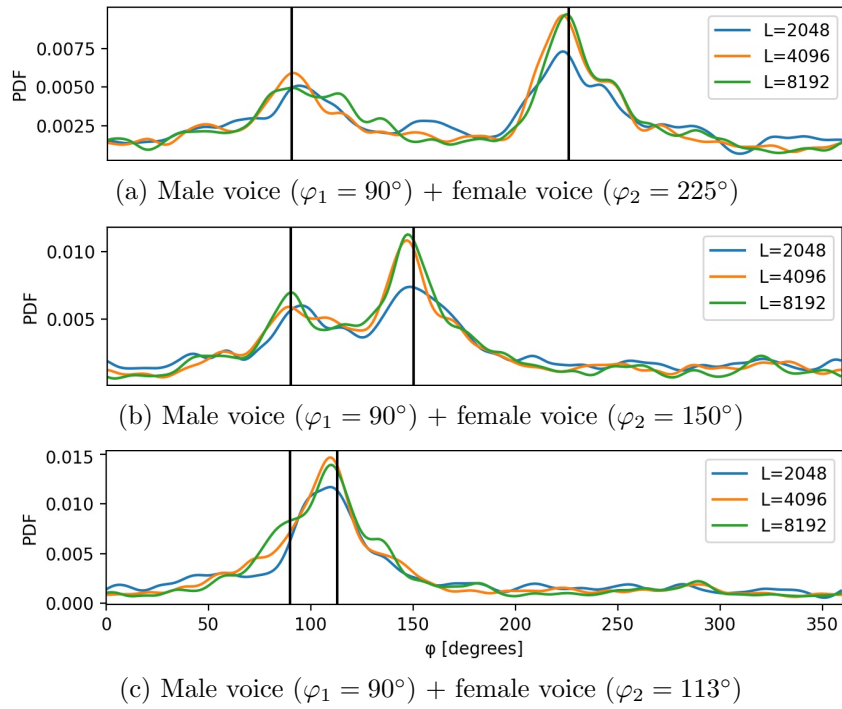 PDF
0.0075
0.0050
0.0025
L=2048
L=4096
L=8192
(a) Male voice (φ₁ = 90°) + female voice (φ₂ = 225°)
PDF
0.010
0.005
L=2048
L=4096
L=8192
(b) Male voice (φ₁ = 90°) + female voice (φ₂ = 150°)
PDF
0.015
0.010
0.005
0.000
L=2048
L=4096
L=8192
0 50 100 150 200 250 300 350
φ [degrees]
(c) Male voice (φ₁ = 90°) + female voice (φ₂ = 113°)